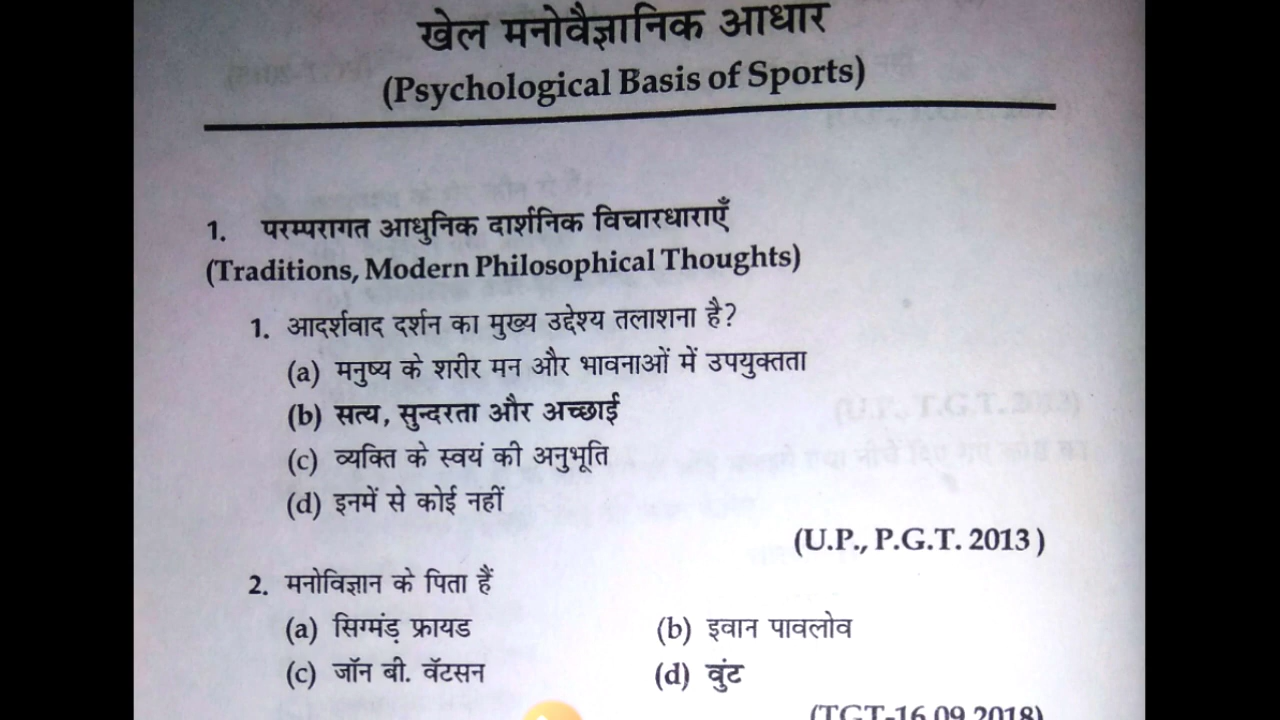 खेल मनोवैज्ञानिक आधार
(Psychological Basis of Sports)
1. परम्परागत आधुनिक दार्शनिक विचारधाराएँ
(Traditions, Modern Philosophical Thoughts)
1. आदर्शवाद दर्शन का मुख्य उद्देश्य तलाशना है?
(a) मनुष्य के शरीर मन और भावनाओं में उपयुक्तता
(b) सत्य, सुन्दरता और अच्छाई
(c) व्यक्ति के स्वयं की अनुभूति
(d) इनमें से कोई नहीं
(U.P., P.G.T. 2013)
2. मनोविज्ञान के पिता हैं
(a) सिग्मंड़ फ्रायड (b) इवान पावलोव
(c) जॉन बी. वॅटसन (d) वुंट
(TGT-16.09.2018)